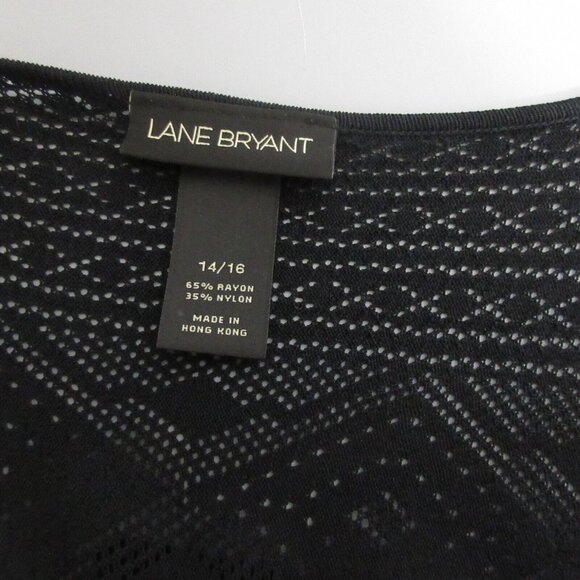 LANE BRYANT
14/16
65% RAYON
35% NYLON
MADE IN
HONG KONG